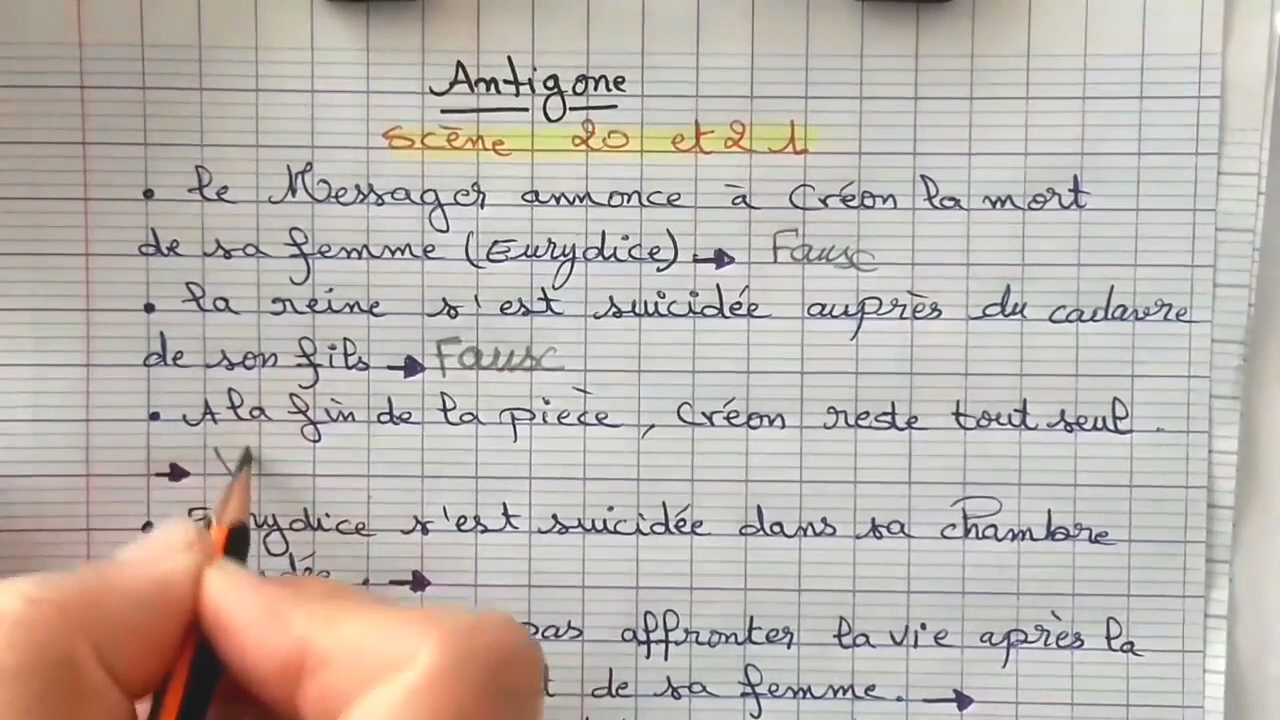 Antigone
Scène 20 et 21
• le Messager annonce à Créon la mort
de sa femme (Eurydice) → Faux
• la reine s'est suicidée auprès du cadavre
de son fils → Faux
• A la fin de la pièce, Créon reste tout seul.
→ V
• Eurydice s'est suicidée dans sa chambre
→
pas affronter la vie après la
de sa femme. →